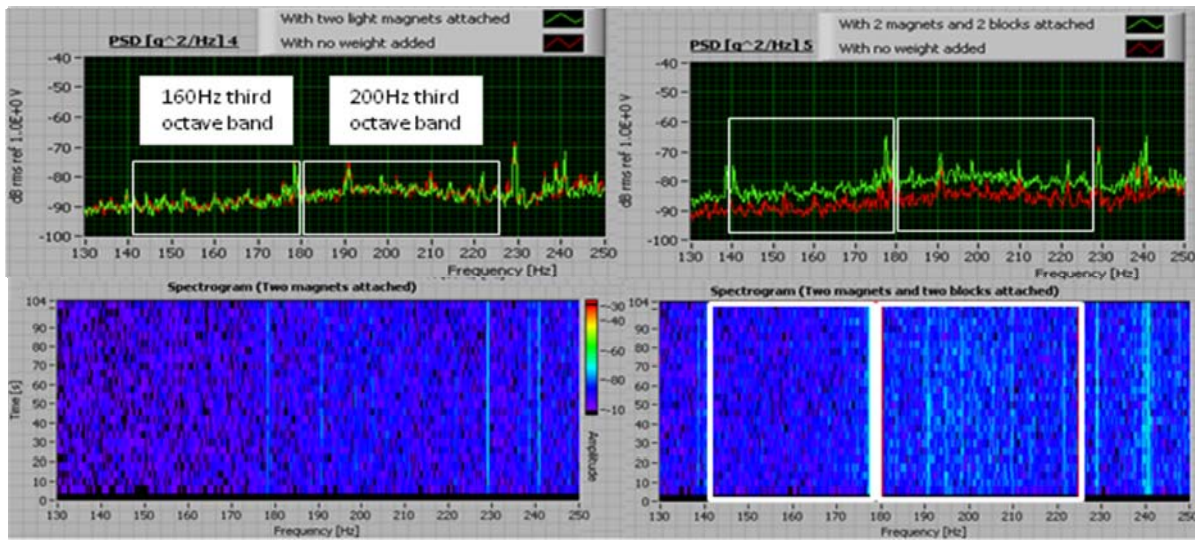 With two light magnets attached
PSD [g^2/Hz] 4
With no weight added
-40
-50
-60
-70
-80
-90
-100
dB rms ref 1.0E+0 V
160Hz third
octave band
200Hz third
octave band
130 140 150 160 170 180 190 200 210 220 230 240 250
Frequency [Hz]
With 2 magnets and 2 blocks attached
PSD [g^2/Hz] 5
With no weight added
-40
-50
-60
-70
-80
-90
-100
dB rms ref 1.0E+0 V
130 140 150 160 170 180 190 200 210 220 230 240 250
Frequency [Hz]
Spectrogram (Two magnets attached)
104
90
80
70
60
50
40
30
20
10
0
Time [s]
130 140 150 160 170 180 190 200 210 220 230 240 250
Frequency [Hz]
-30
-60
-10
Amplitude
Spectrogram (Two magnets and two blocks attached)
104
90
80
70
60
50
40
30
20
10
0
130 140 150 160 170 180 190 200 210 220 230 240 250
Frequency [Hz]